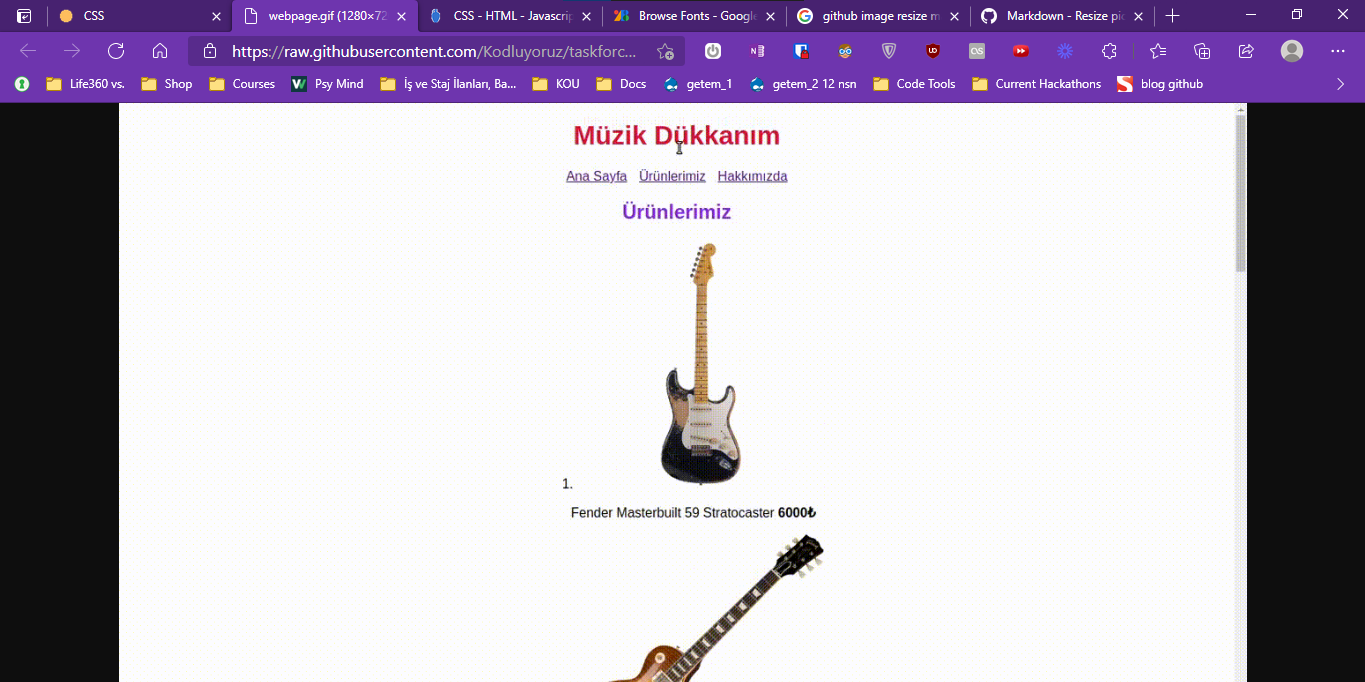 CSS
webpage.gif (1280×72
CSS - HTML - Javascrip
Browse Fonts - Google
github image resize m
Markdown - Resize pic
https://raw.githubusercontent.com/Kodluyoruz/taskforc...
Life360 vs.
Shop
Courses
Psy Mind
İş ve Staj İlanları, Ba...
KOU
Docs
getem_1
getem_2 12 nsn
Code Tools
Current Hackathons
blog github
Müzik Dükkanım
Ana Sayfa Ürünlerimiz Hakkımızda
Ürünlerimiz
1.
Fender Masterbuilt 59 Stratocaster 6000₺